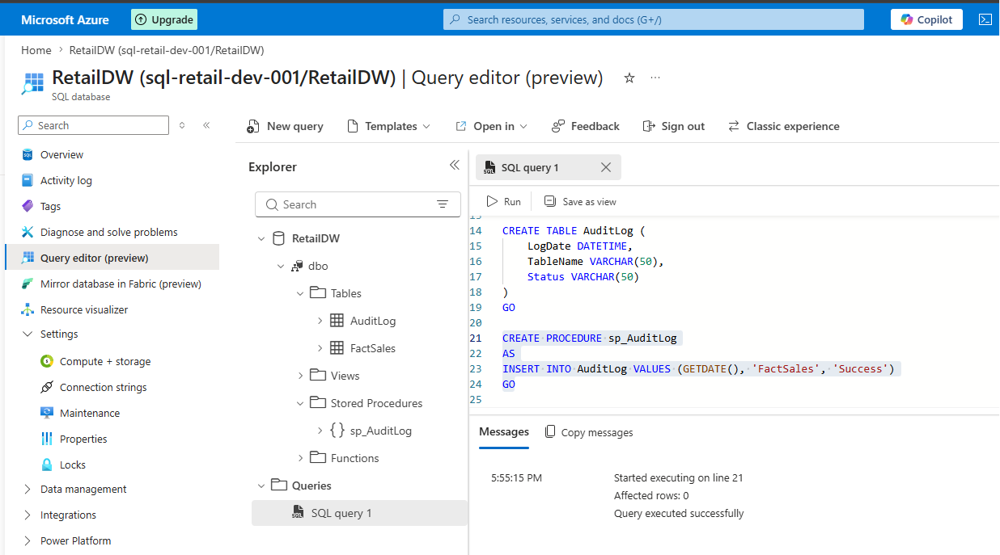 Microsoft Azure
Upgrade
Search resources, services, and docs (G+/)
Copilot
Home > RetailDW (sql-retail-dev-001/RetailDW)
RetailDW (sql-retail-dev-001/RetailDW) | Query editor (preview)
SQL database
Search
Overview
Activity log
Tags
Diagnose and solve problems
Query editor (preview)
Mirror database in Fabric (preview)
Resource visualizer
Settings
Compute + storage
Connection strings
Maintenance
Properties
Locks
Data management
Integrations
Power Platform
New query
Templates
Open in
Feedback
Sign out
Classic experience
Explorer
Search
RetailDW
dbo
Tables
AuditLog
FactSales
Views
Stored Procedures
sp_AuditLog
Functions
Queries
SQL query 1
SQL query 1
Run
Save as view
14 CREATE TABLE AuditLog (
15     LogDate DATETIME,
16     TableName VARCHAR(50),
17     Status VARCHAR(50)
18 )
19 GO
20
21 CREATE PROCEDURE sp_AuditLog
22 AS
23 INSERT INTO AuditLog VALUES (GETDATE(), 'FactSales', 'Success')
24 GO
25
Messages
Copy messages
5:55:15 PM
Started executing on line 21
Affected rows: 0
Query executed successfully